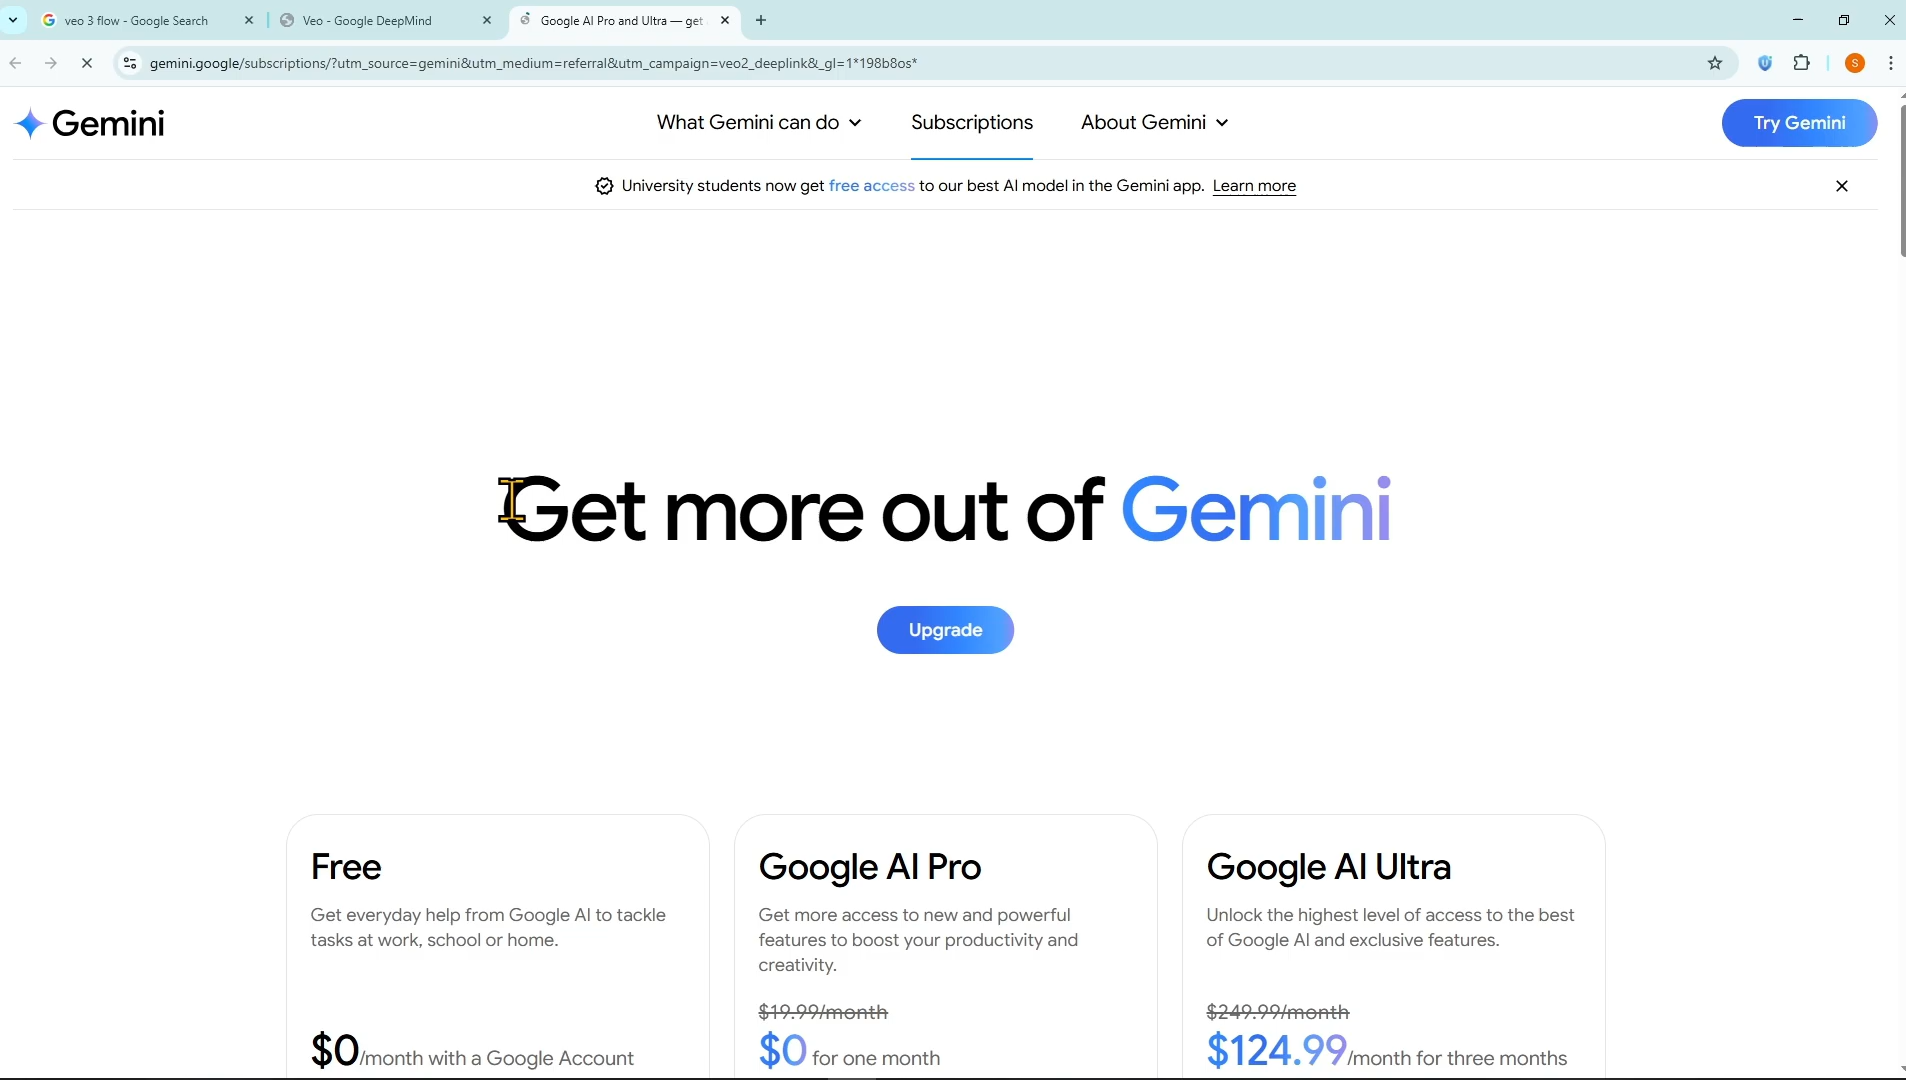 veo 3 flow - Google Search
Veo - Google DeepMind
Google AI Pro and Ultra — get
gemini.google/subscriptions/?utm_source=gemini&utm_medium=referral&utm_campaign=veo2_deeplink&_gl=1*198b8os*
S
Gemini
What Gemini can do
Subscriptions
About Gemini
Try Gemini
University students now get free access to our best AI model in the Gemini app. Learn more
Get more out of Gemini
Upgrade
Free
Get everyday help from Google AI to tackle
tasks at work, school or home.
$0/month with a Google Account
Google AI Pro
Get more access to new and powerful
features to boost your productivity and
creativity.
$19.99/month
$0 for one month
Google AI Ultra
Unlock the highest level of access to the best
of Google AI and exclusive features.
$249.99/month
$124.99/month for three months